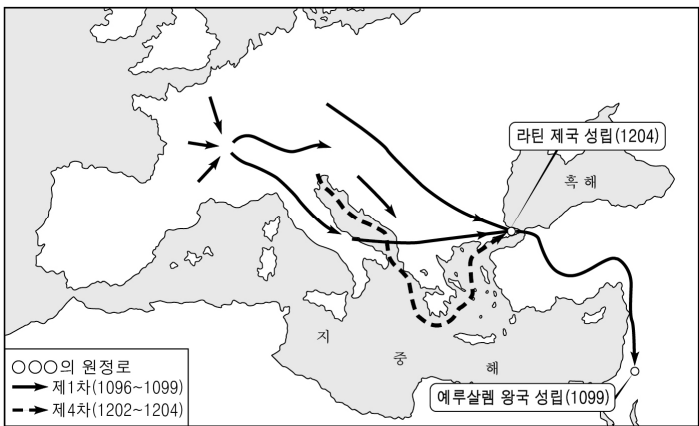 라틴 제국 성립(1204)
흑해
지중해
○○○의 원정로
제1차(1096~1099)
제4차(1202~1204)
예루살렘 왕국 성립(1099)